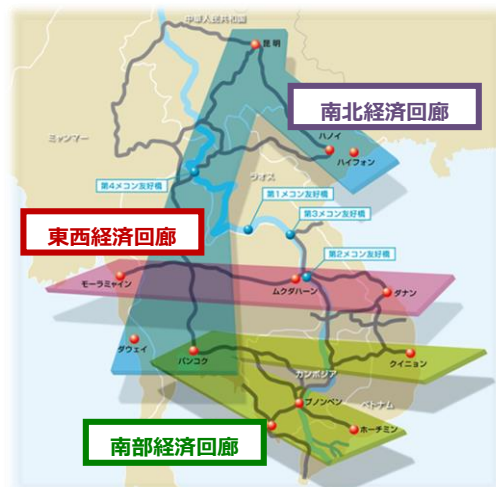 中華人民共和国
昆明
南北経済回廊
ハノイ
ハイフォン
ミャンマー
ラオス
第4メコン友好橋
第1メコン友好橋
第3メコン友好橋
東西経済回廊
第2メコン友好橋
モーラミャイン
ムクダハーン
ダナン
ダウェイ
バンコク
クイニョン
カンボジア
プノンペン
ベトナム
ホーチミン
南部経済回廊